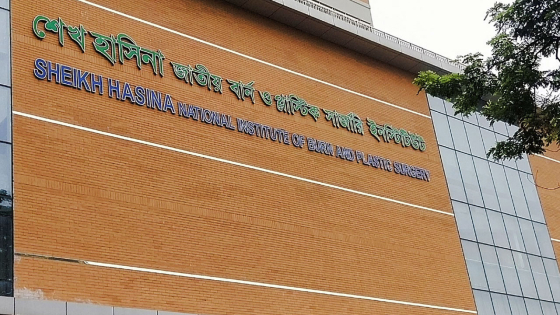 শেখ হাসিনা জাতীয় বার্ন ও প্লাস্টিক সার্জারি ইনস্টিটিউট
SHEIKH HASINA NATIONAL INSTITUTE OF BURN AND PLASTIC SURGERY